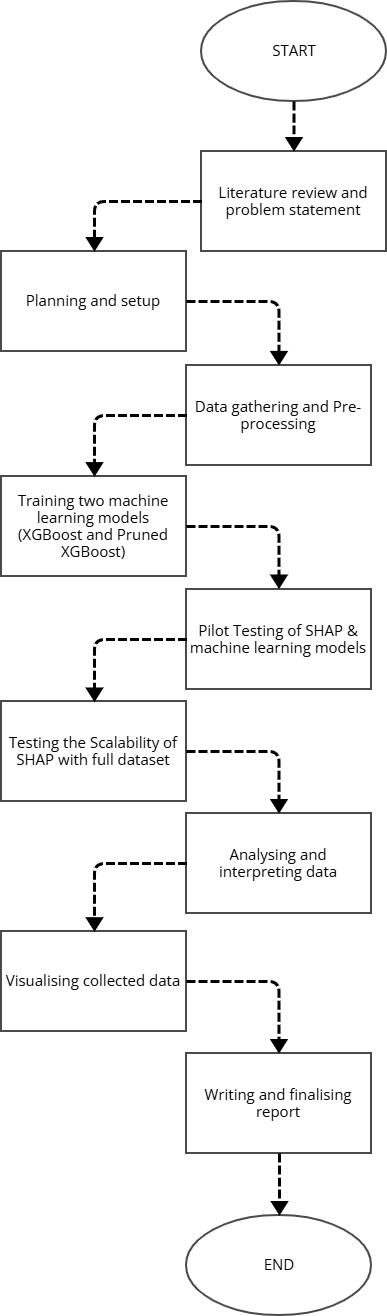 START
Literature review and
problem statement
Planning and setup
Data gathering and Pre-
processing
Training two machine
learning models
(XGBoost and Pruned
XGBoost)
Pilot Testing of SHAP &
machine learning models
Testing the Scalability of
SHAP with full dataset
Analysing and
interpreting data
Visualising collected data
Writing and finalising
report
END